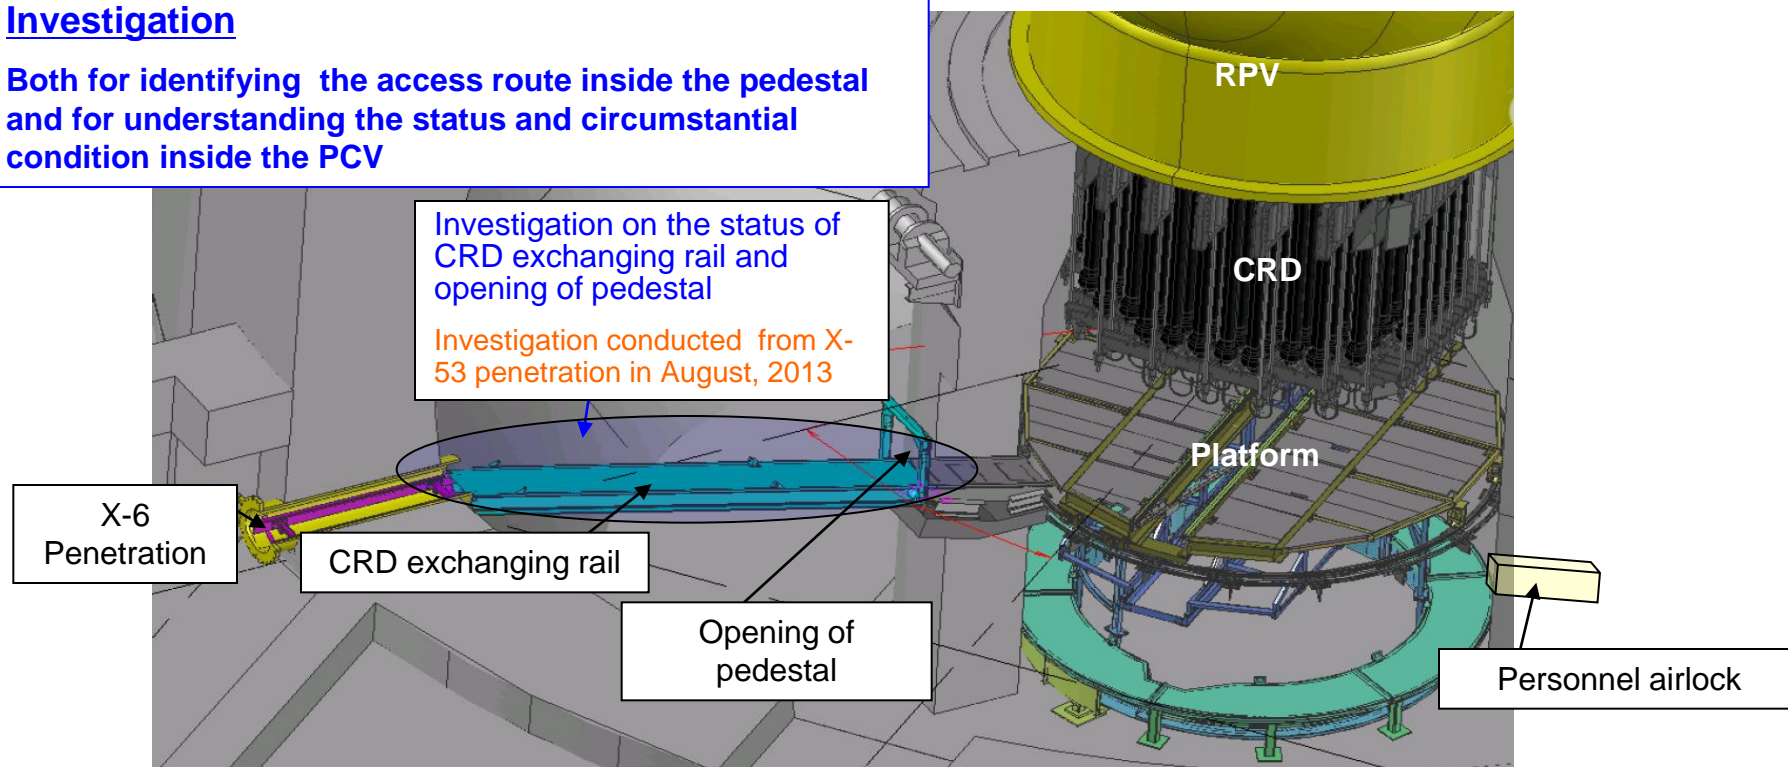 Investigation
Both for identifying  the access route inside the pedestal
and for understanding the status and circumstantial
condition inside the PCV
RPV
Investigation on the status of
CRD exchanging rail and
opening of pedestal
Investigation conducted  from X-
53 penetration in August, 2013
CRD
Platform
X-6
Penetration
CRD exchanging rail
Opening of
pedestal
Personnel airlock